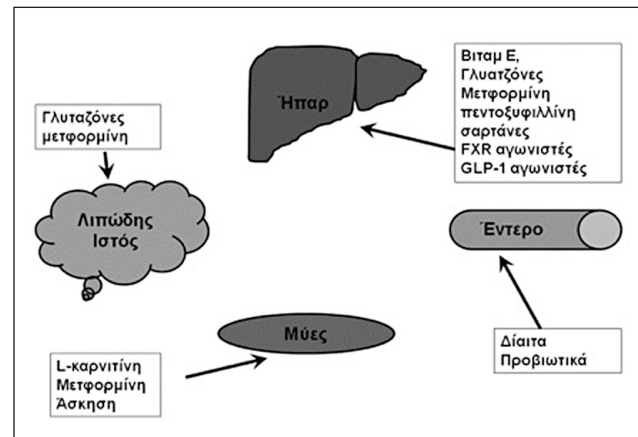 Ήπαρ
Βιταμ Ε,
Γλυατζόνες
Μετφορμίνη
πεντοξυφιλλίνη
σαρτάνες
FXR αγωνιστές
GLP-1 αγωνιστές
Γλυταζόνες
μετφορμίνη
Λιπώδης
Ιστός
Έντερο
Μύες
L-καρνιτίνη
Μετφορμίνη
Άσκηση
Δίαιτα
Προβιωτικά